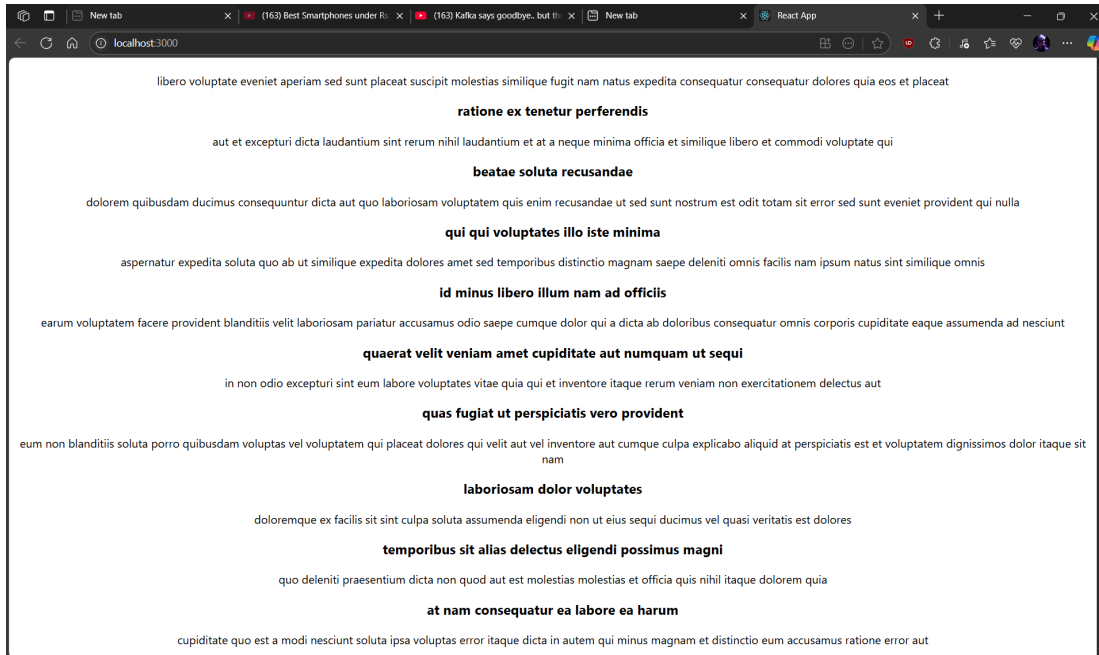 New tab
(163) Best Smartphones under Rs.
(163) Kafka says goodbye.. but th
New tab
React App
localhost:3000
libero voluptate eveniet aperiam sed sunt placeat suscipit molestias similique fugit nam natus expedita consequatur consequatur dolores quia eos et placeat
ratione ex tenetur perferendis
aut et excepturi dicta laudantium sint rerum nihil laudantium et at a neque minima officia et similique libero et commodi voluptate qui
beatae soluta recusandae
dolorem quibusdam ducimus consequuntur dicta aut quo laboriosam voluptatem quis enim recusandae ut sed sunt nostrum est odit totam sit error sed sunt eveniet provident qui nulla
qui qui voluptates illo iste minima
aspernatur expedita soluta quo ab ut similique expedita dolores amet sed temporibus distinctio magnam saepe deleniti omnis facilis nam ipsum natus sint similique omnis
id minus libero illum nam ad officiis
earum voluptatem facere provident blanditiis velit laboriosam pariatur accusamus odio saepe cumque dolor qui a dicta ab doloribus consequatur omnis corporis cupiditate eaque assumenda ad nesciunt
quaerat velit veniam amet cupiditate aut numquam ut sequi
in non odio excepturi sint eum labore voluptates vitae quia qui et inventore itaque rerum veniam non exercitationem delectus aut
quas fugiat ut perspiciatis vero provident
eum non blanditiis soluta porro quibusdam voluptas vel voluptatem qui placeat dolores qui velit aut vel inventore aut cumque culpa explicabo aliquid at perspiciatis est et voluptatem dignissimos dolor itaque sit
nam
laboriosam dolor voluptates
doloremque ex facilis sit sint culpa soluta assumenda eligendi non ut eius sequi ducimus vel quasi veritatis est dolores
temporibus sit alias delectus eligendi possimus magni
quo deleniti praesentium dicta non quod aut est molestias molestias et officia quis nihil itaque dolorem quia
at nam consequatur ea labore ea harum
cupiditate quo est a modi nesciunt soluta ipsa voluptas error itaque dicta in autem qui minus magnam et distinctio eum accusamus ratione error aut